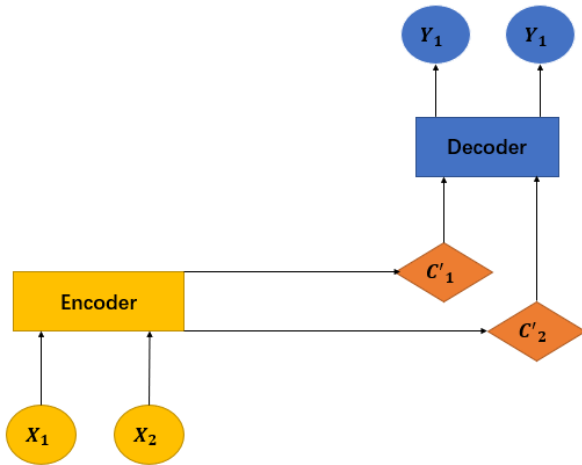 Y₁ Y₁
Decoder
C'₁
Encoder
C'₂
X₁ X₂